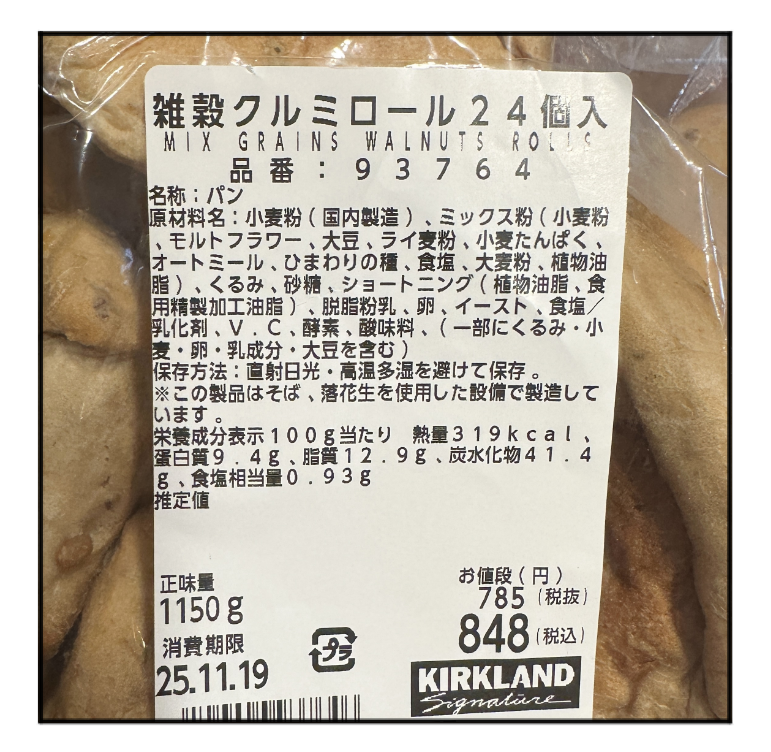 雑穀クルミロール24個入
MIX GRAINS WALNUTS ROLLS
品番：93764
名称：パン
原材料名：小麦粉（国内製造）、ミックス粉（小麦粉
、モルトフラワー、大豆、ライ麦粉、小麦たんぱく、
オートミール、ひまわりの種、食塩、大麦粉、植物油
脂）、くるみ、砂糖、ショートニング（植物油脂、食
用精製加工油脂）、脱脂粉乳、卵、イースト、食塩／
乳化剤、V．C、酵素、酸味料、（一部にくるみ・小
麦・卵・乳成分・大豆を含む）
保存方法：直射日光・高温多湿を避けて保存。
※この製品はそば、落花生を使用した設備で製造して
います。
栄養成分表示100g当たり 熱量319kcal、
蛋白質9．4g、脂質12．9g、炭水化物41．4
g、食塩相当量0．93g
推定値
正味量
1150g
消費期限
25.11.19
プラ
お値段（円）
785（税抜）
848（税込）
KIRKLAND
Signature